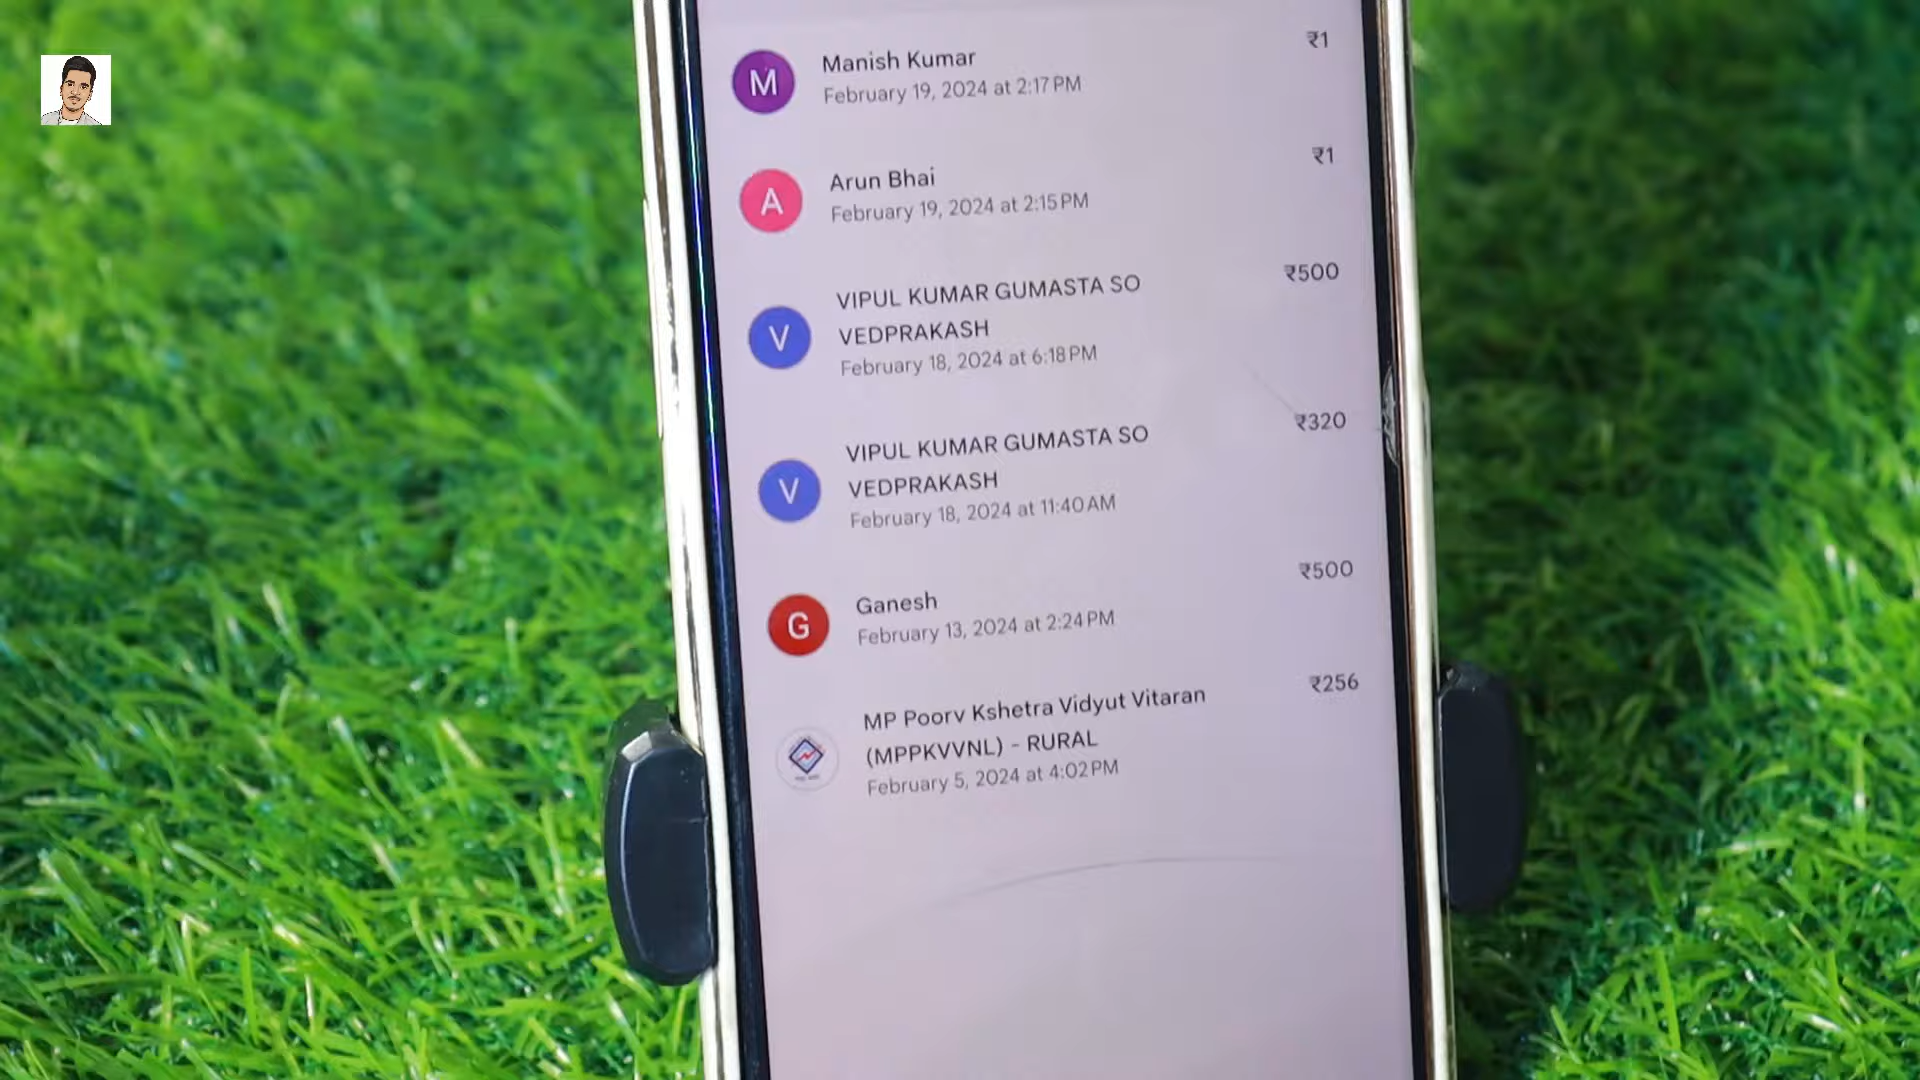 Manish Kumar
₹1
February 19, 2024 at 2:17 PM
M
Arun Bhai
₹1
February 19, 2024 at 2:15 PM
A
VIPUL KUMAR GUMASTA SO
₹500
VEDPRAKASH
February 18, 2024 at 6:18 PM
V
VIPUL KUMAR GUMASTA SO
₹320
VEDPRAKASH
February 18, 2024 at 11:40 AM
V
Ganesh
₹500
February 13, 2024 at 2:24 PM
G
MP Poorv Kshetra Vidyut Vitaran
₹256
(MPPKVVNL) - RURAL
February 5, 2024 at 4:02 PM